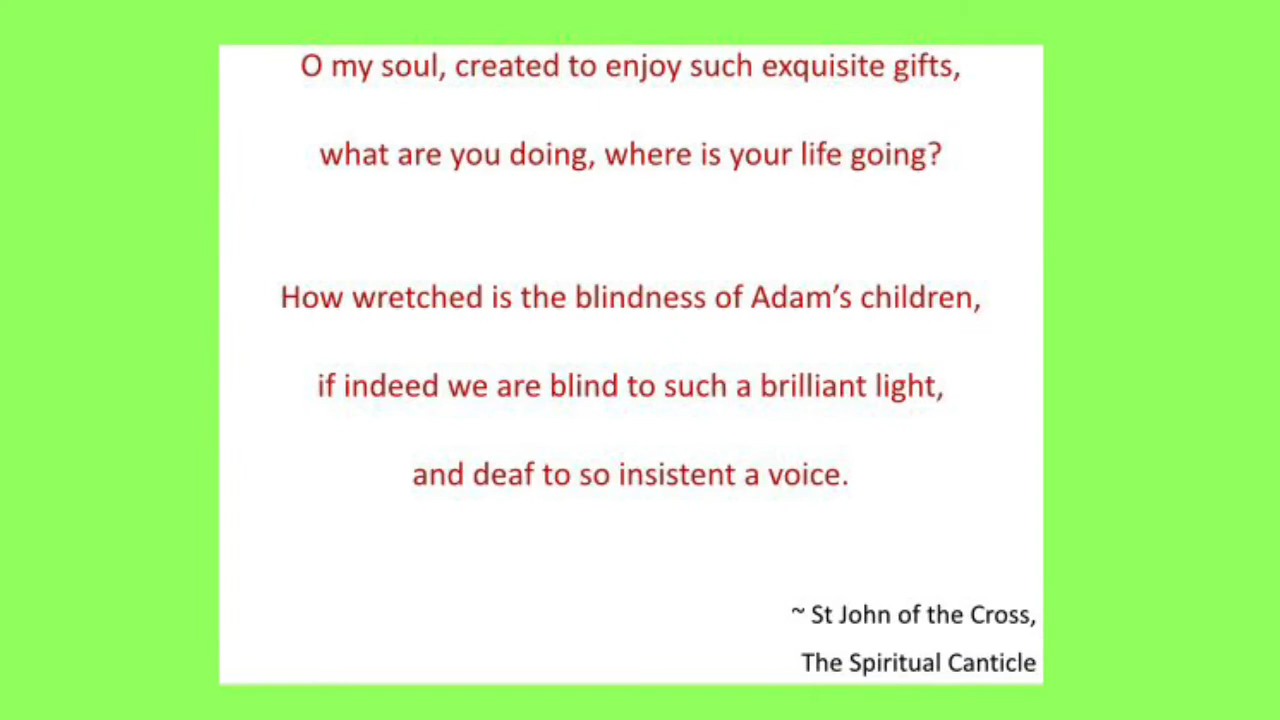 O my soul, created to enjoy such exquisite gifts,
what are you doing, where is your life going?
How wretched is the blindness of Adam’s children,
if indeed we are blind to such a brilliant light,
and deaf to so insistent a voice.
~ St John of the Cross,
The Spiritual Canticle